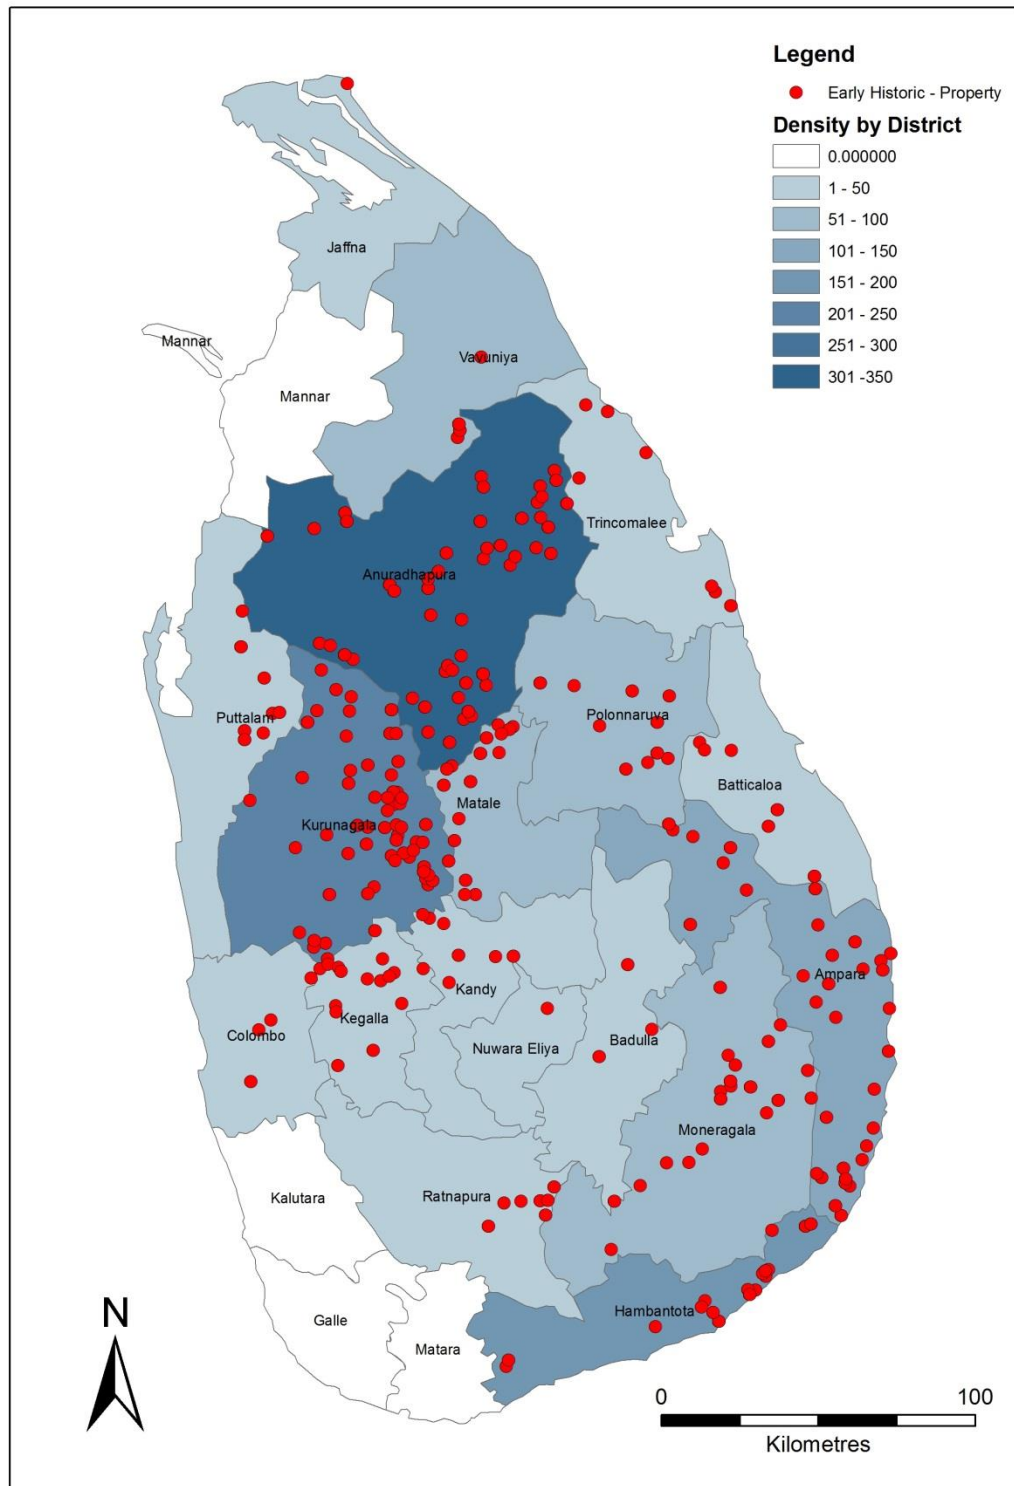 Legend
Early Historic - Property
Density by District
0.000000
1 - 50
51 - 100
101 - 150
151 - 200
201 - 250
251 - 300
301 -350
Jaffna
Mannar
Vavuniya
Mannar
Trincomalee
Anuradhapura
Puttalam
Polonnaruva
Batticaloa
Matale
Kurunagala
Ampara
Kandy
Kegalla
Colombo
Nuwara Eliya
Badulla
Moneragala
Ratnapura
Kalutara
Hambantota
Galle
Matara
N
0 100
Kilometres